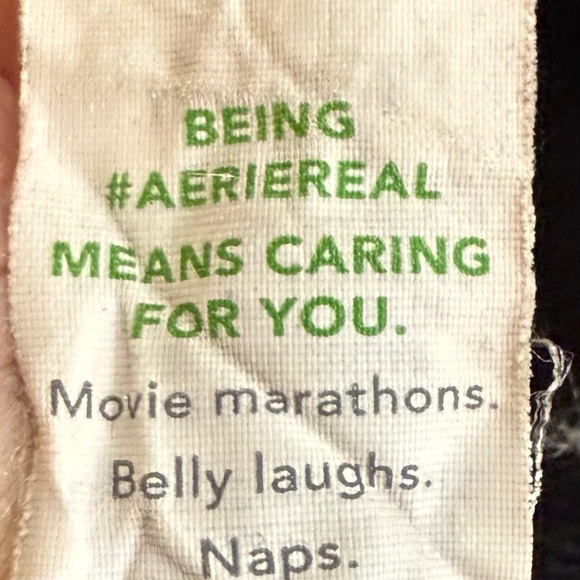 BEING
#AERIEREAL
MEANS CARING
FOR YOU.
Movie marathons.
Belly laughs.
Naps.